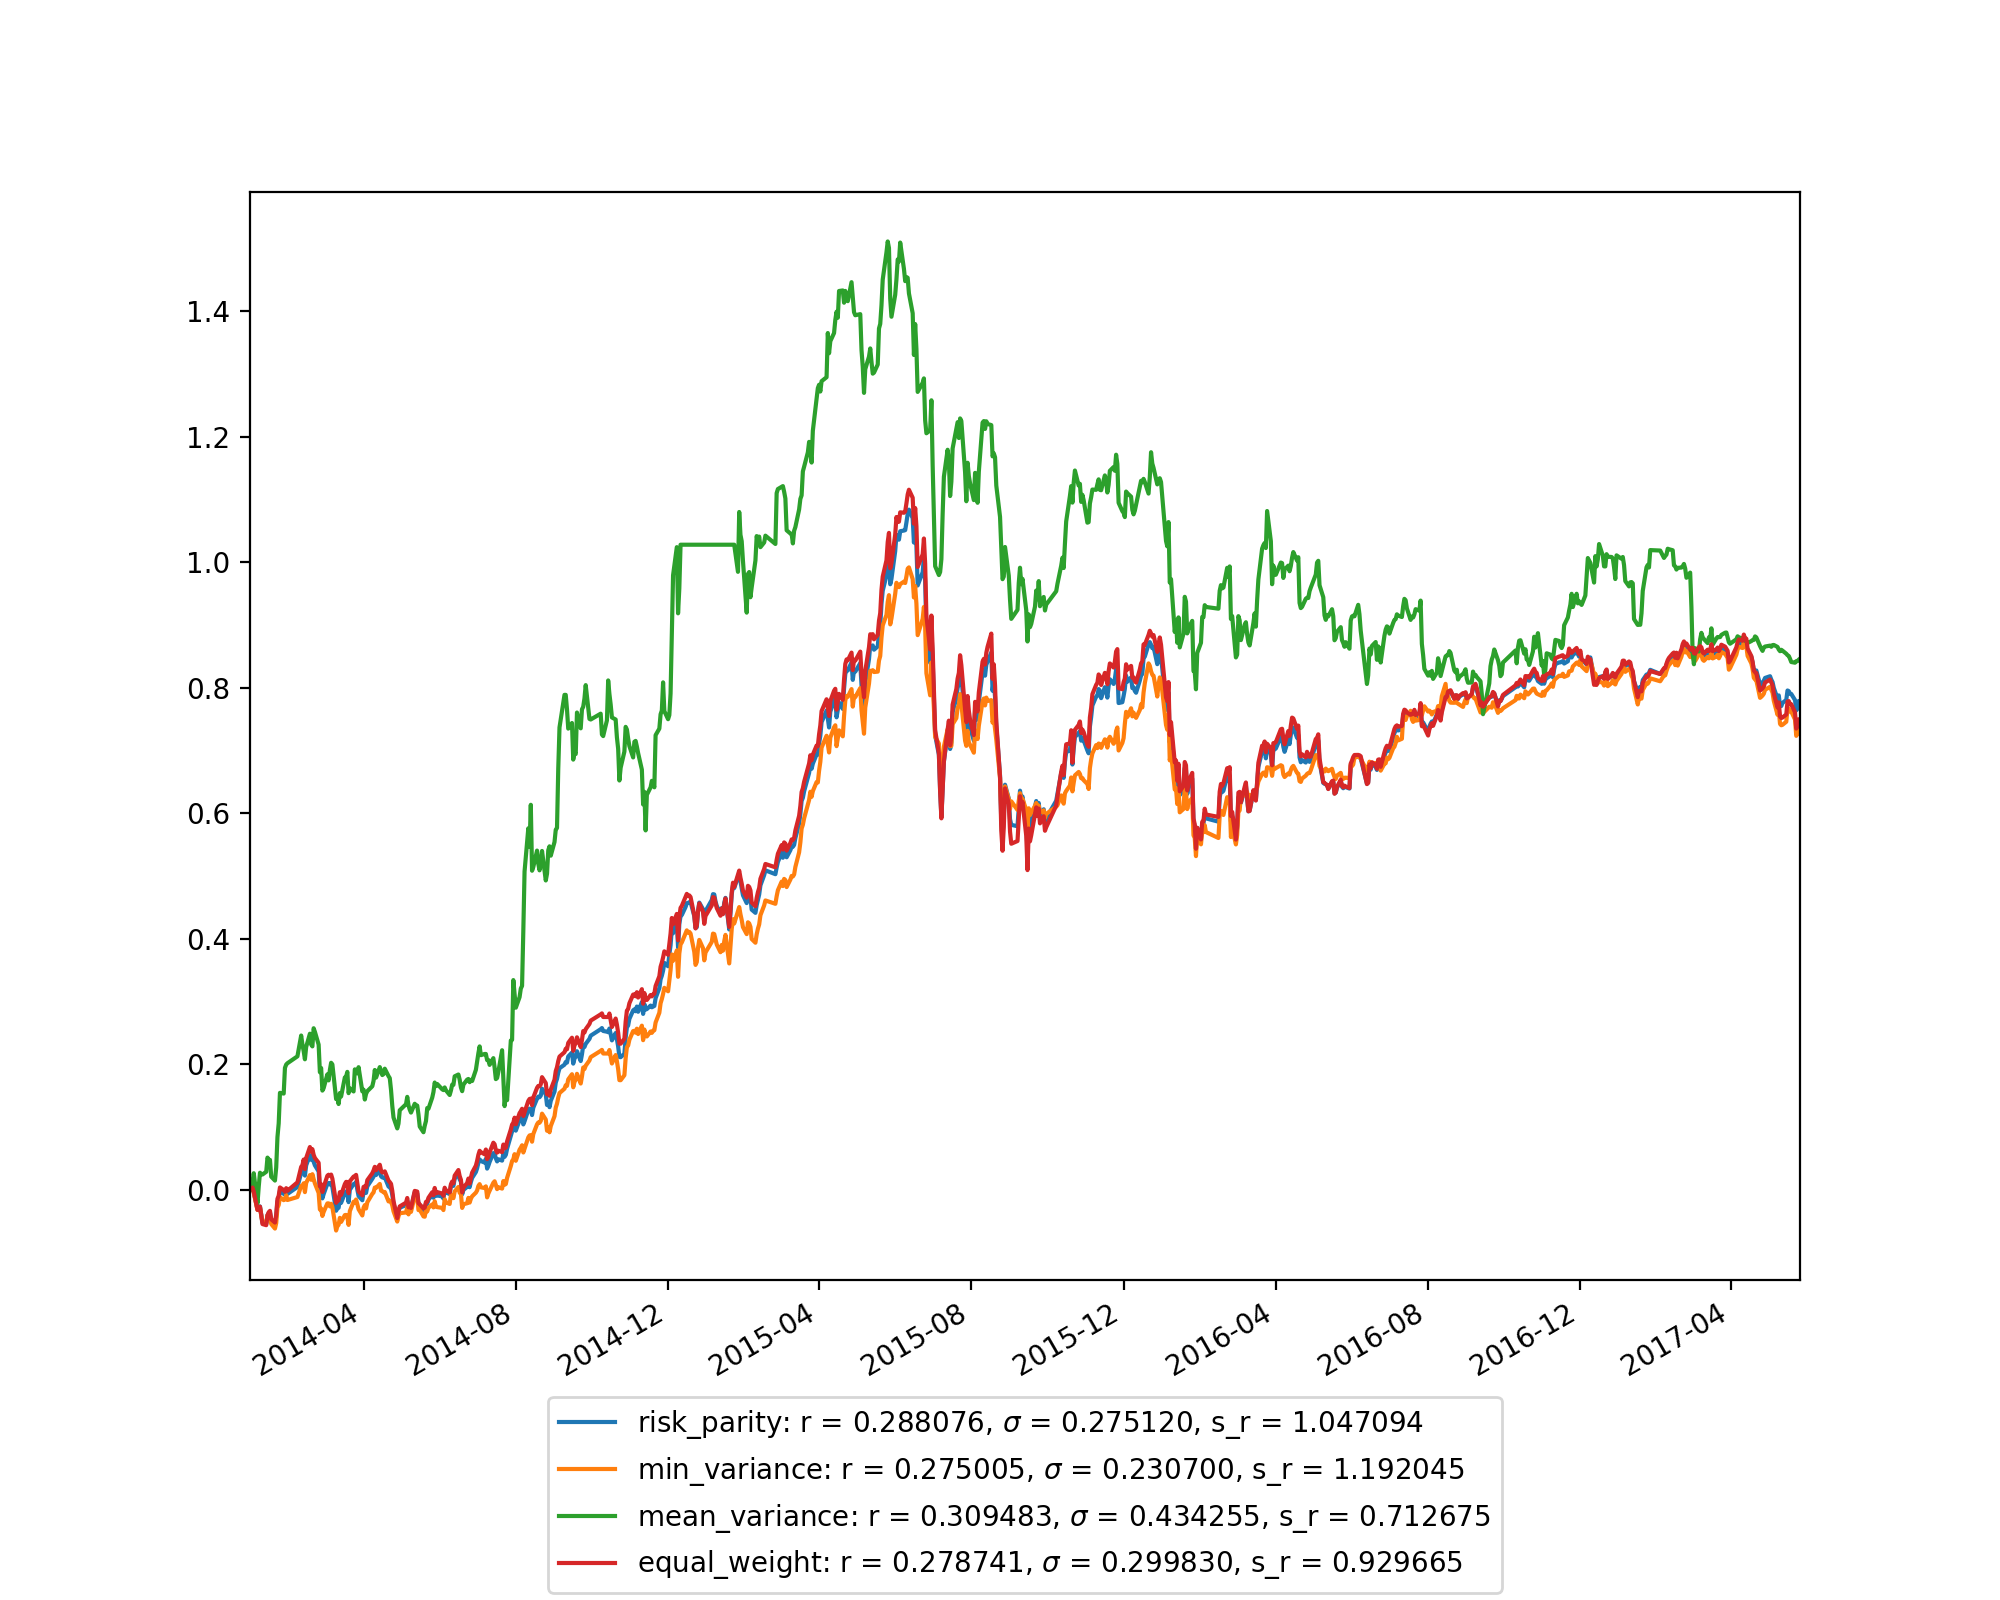 1.4
1.2
1.0
0.8
0.6
0.4
0.2
0.0
2014-04 2014-08 2014-12 2015-04 2015-08 2015-12 2016-04 2016-08 2016-12 2017-04
risk_parity: r = 0.288076, σ = 0.275120, s_r = 1.047094
min_variance: r = 0.275005, σ = 0.230700, s_r = 1.192045
mean_variance: r = 0.309483, σ = 0.434255, s_r = 0.712675
equal_weight: r = 0.278741, σ = 0.299830, s_r = 0.929665